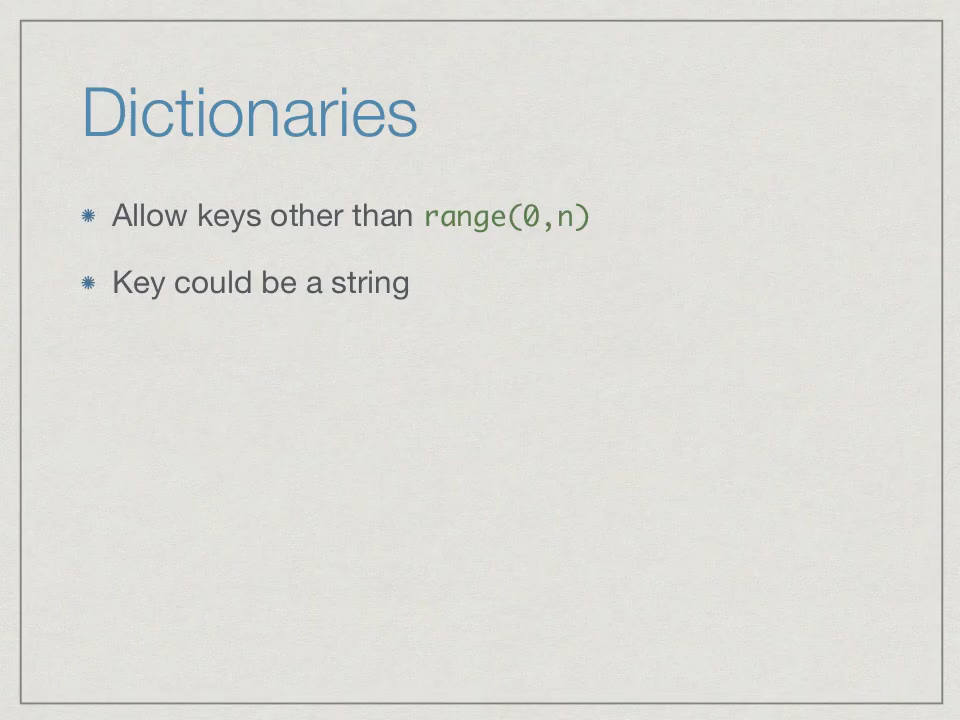 Dictionaries
Allow keys other than range(0,n)
Key could be a string